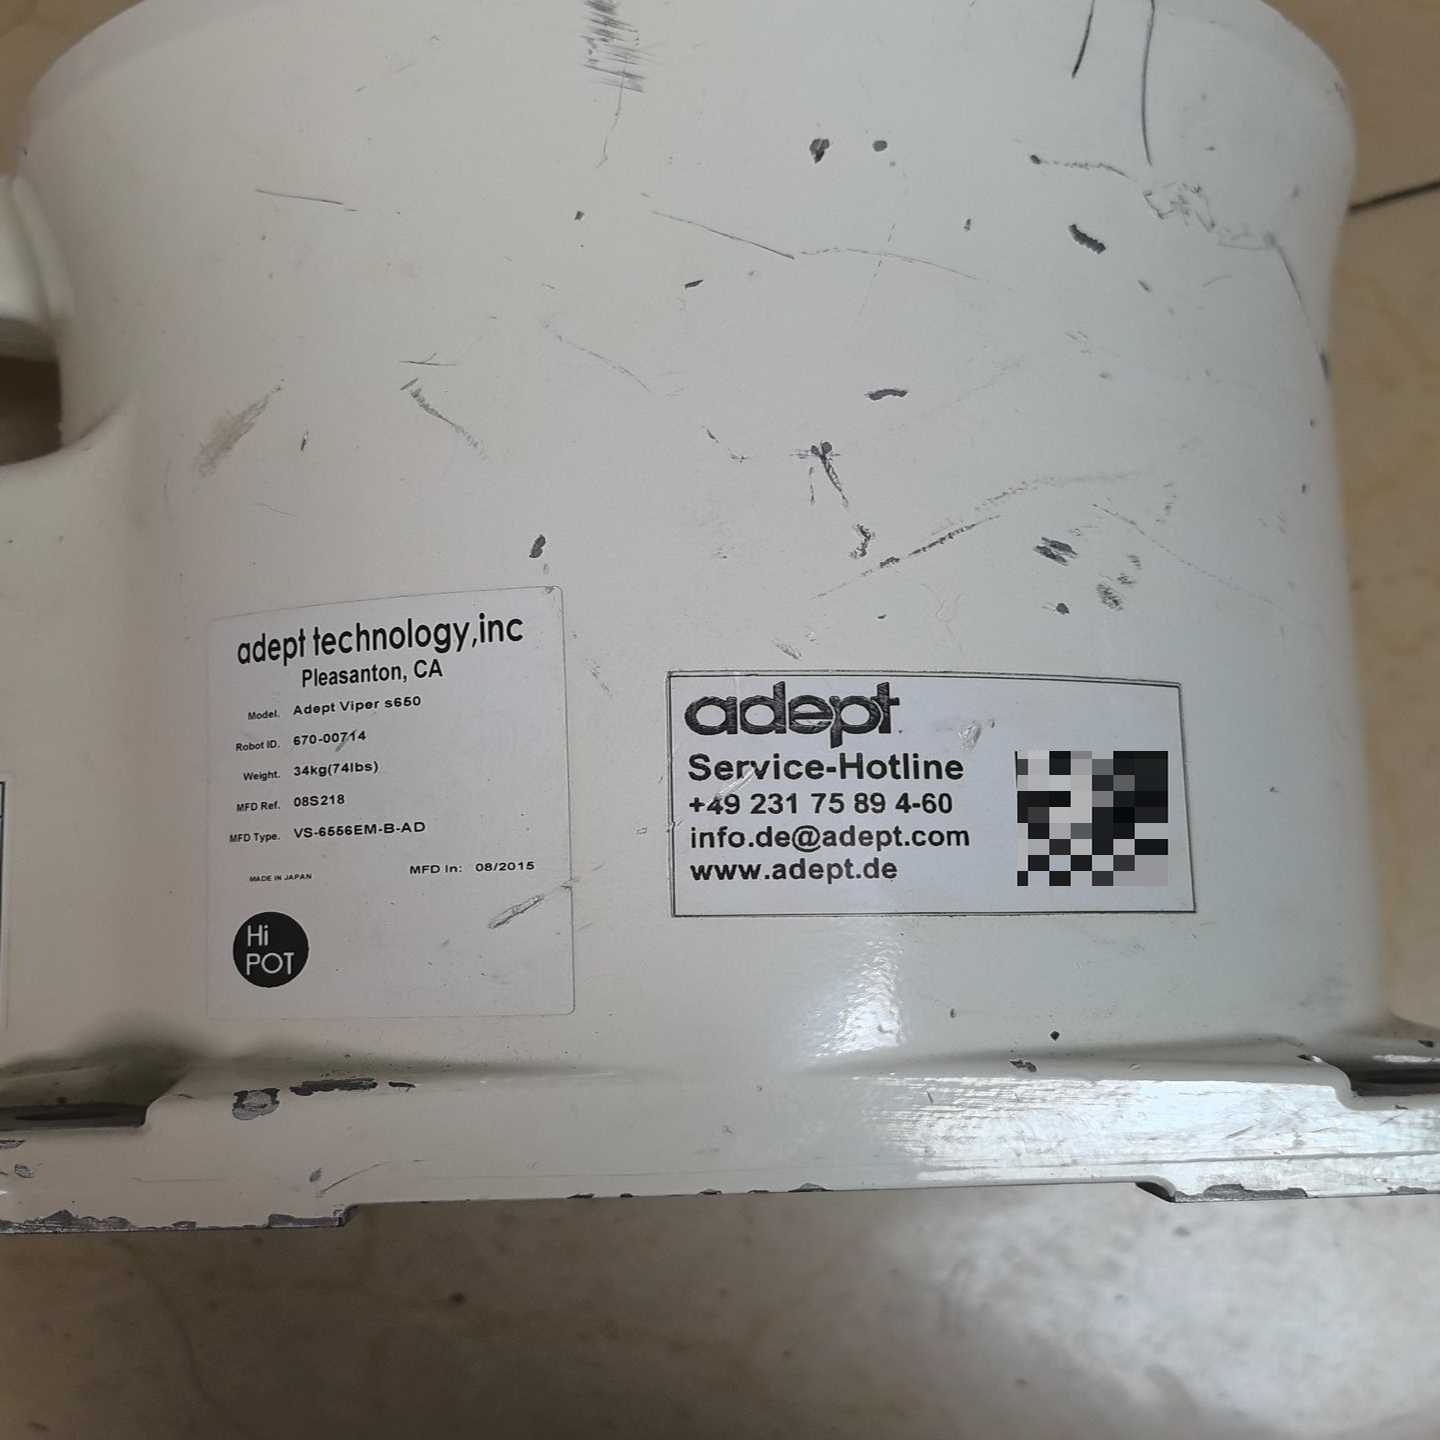 adept technology,inc
Pleasanton, CA
Model. Adept Viper s650
Robot ID. 670-00714
Weight. 34kg(74lbs)
MFD Ref. 08S218
MFD Type. VS-6556EM-B-AD
MFD In: 08/2015
MADE IN JAPAN
Hi
POT
adept
Service-Hotline
+49 231 75 89 4-60
info.de@adept.com
www.adept.de